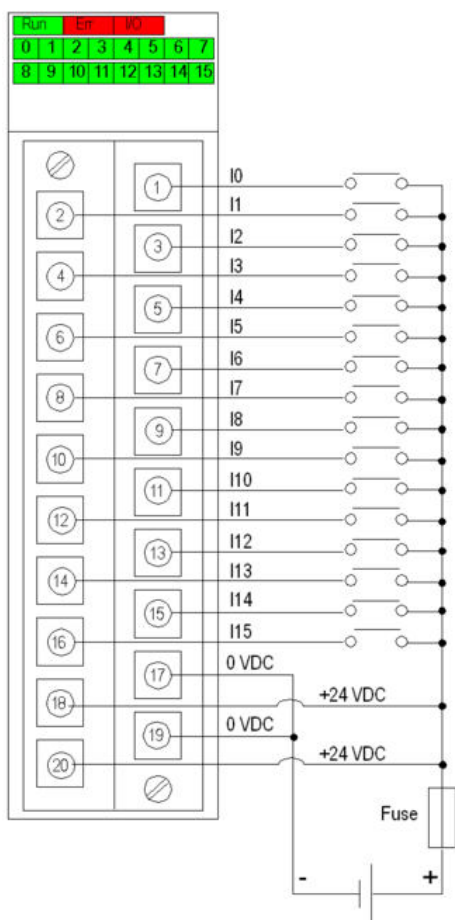 Run Err I/O
0 1 2 3 4 5 6 7
8 9 10 11 12 13 14 15
1 I0
2 I1
3 I2
4 I3
5 I4
6 I5
7 I6
8 I7
9 I8
10 I9
11 I10
12 I11
13 I12
14 I13
15 I14
16 I15
17 0 VDC
18 +24 VDC
19 0 VDC
20 +24 VDC
Fuse
- +